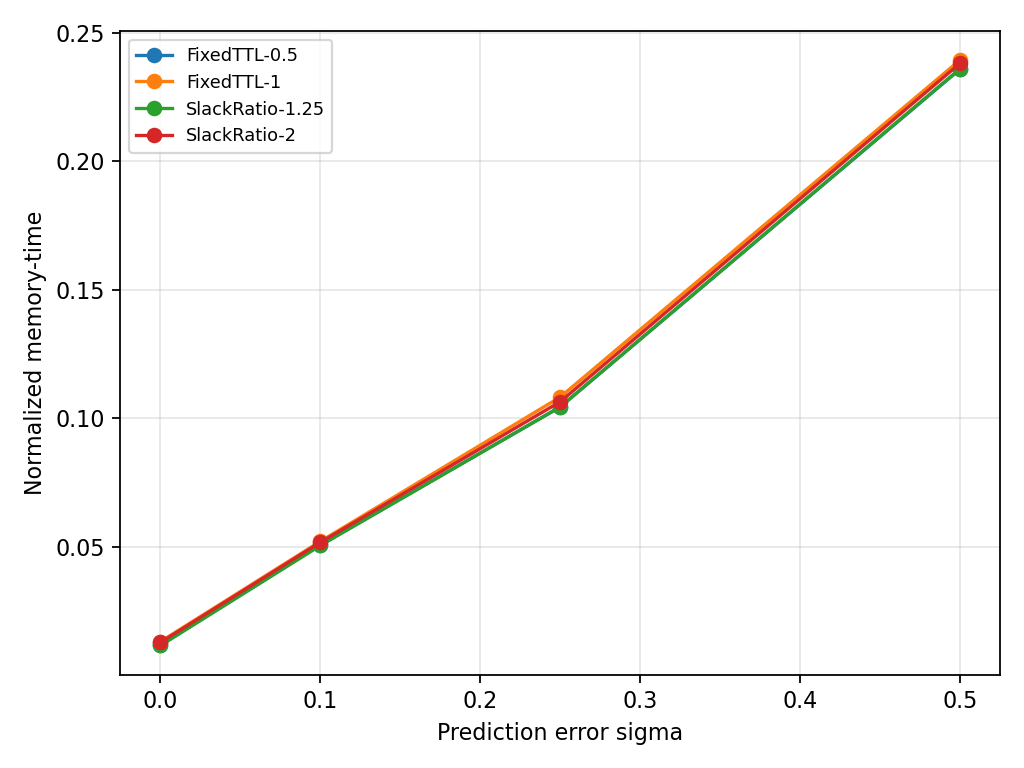 0.25
0.20
0.15
0.10
0.05
Normalized memory-time
FixedTTL-0.5
FixedTTL-1
SlackRatio-1.25
SlackRatio-2
0.0 0.1 0.2 0.3 0.4 0.5
Prediction error sigma